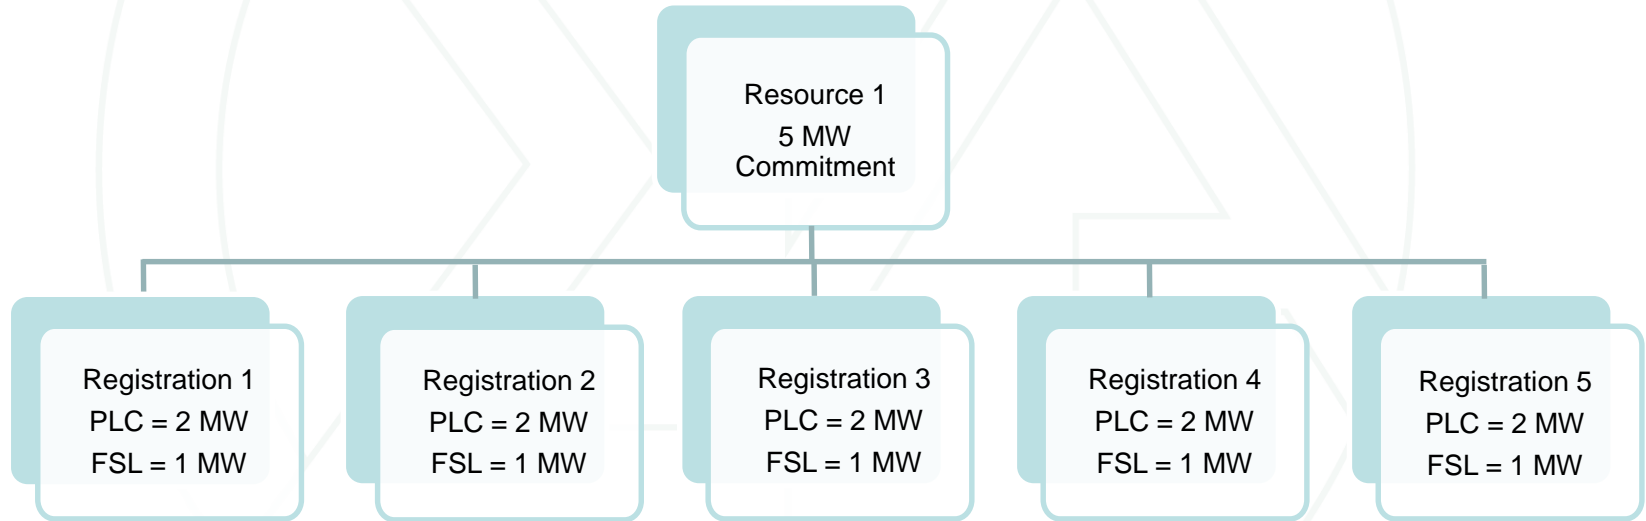 Resource 1
5 MW
Commitment
Registration 1
PLC = 2 MW
FSL = 1 MW
Registration 2
PLC = 2 MW
FSL = 1 MW
Registration 3
PLC = 2 MW
FSL = 1 MW
Registration 4
PLC = 2 MW
FSL = 1 MW
Registration 5
PLC = 2 MW
FSL = 1 MW